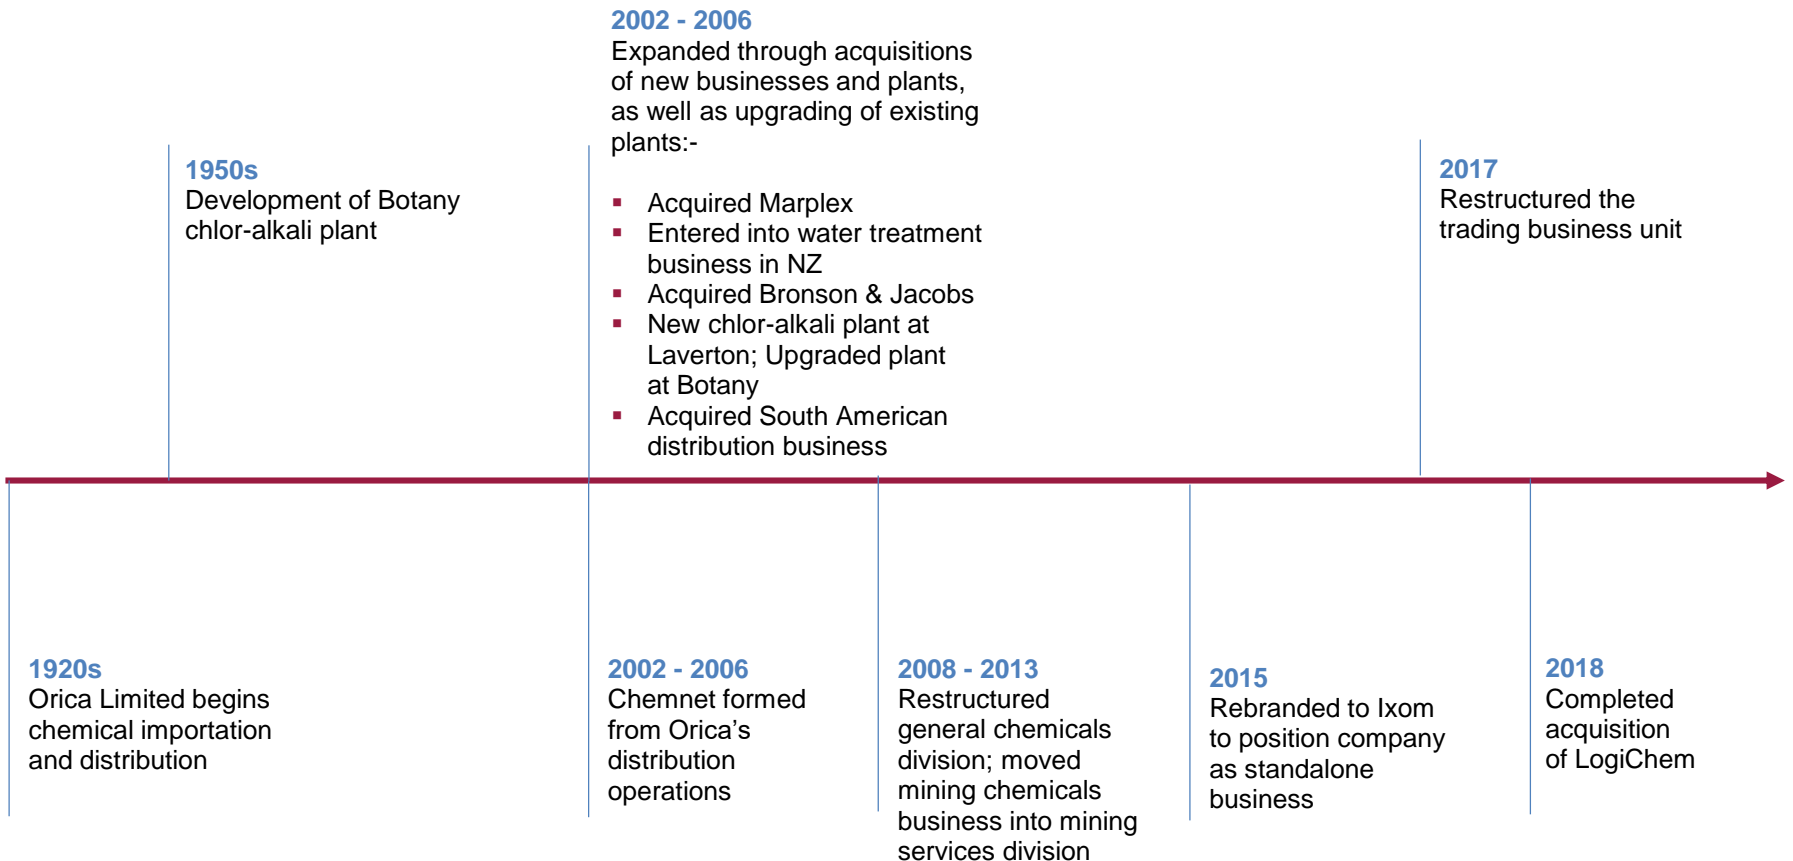 2002 - 2006
Expanded through acquisitions
of new businesses and plants,
as well as upgrading of existing
plants:-
▪ Acquired Marplex
▪ Entered into water treatment
business in NZ
▪ Acquired Bronson & Jacobs
▪ New chlor-alkali plant at
Laverton; Upgraded plant
at Botany
▪ Acquired South American
distribution business
1950s
Development of Botany
chlor-alkali plant
2017
Restructured the
trading business unit
1920s
Orica Limited begins
chemical importation
and distribution
2002 - 2006
Chemnet formed
from Orica’s
distribution
operations
2008 - 2013
Restructured
general chemicals
division; moved
mining chemicals
business into mining
services division
2015
Rebranded to Ixom
to position company
as standalone
business
2018
Completed
acquisition
of LogiChem